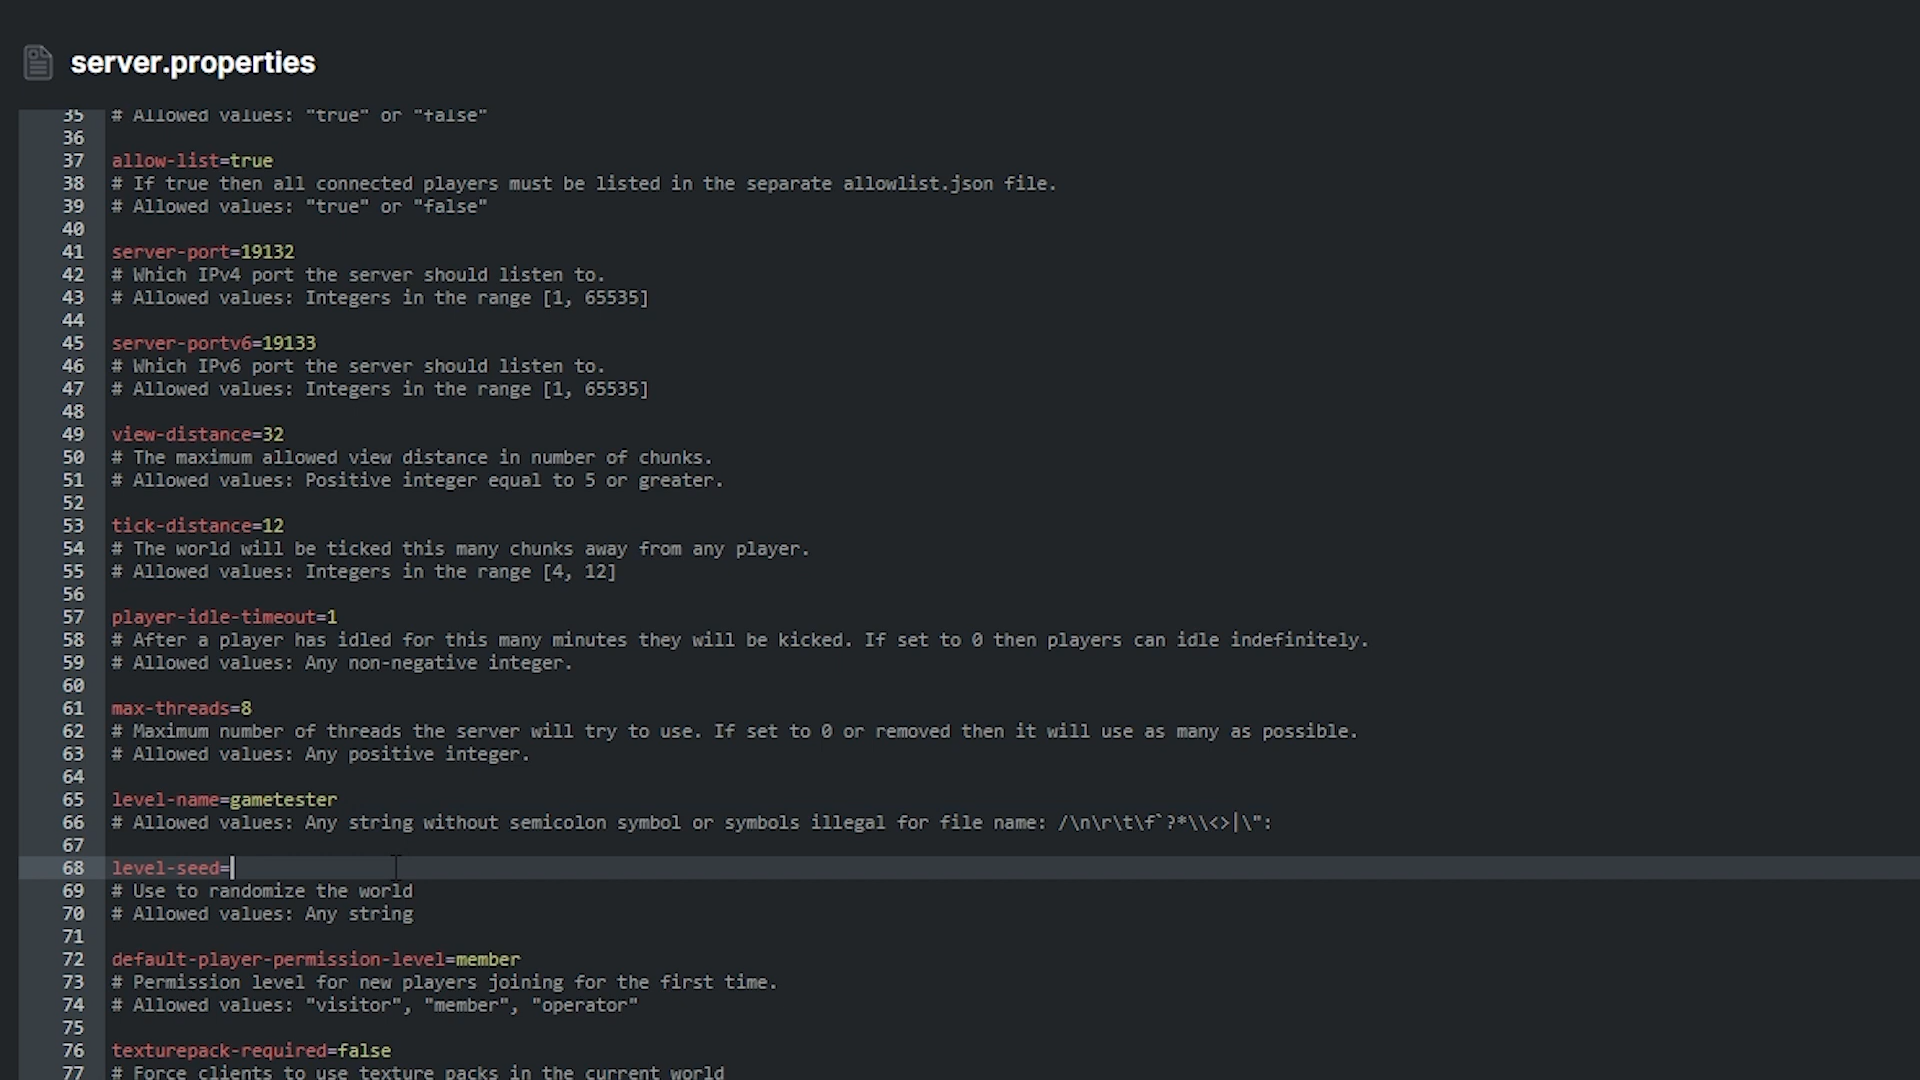 server.properties
35 # Allowed values: "true" or "false"
36
37 allow-list=true
38 # If true then all connected players must be listed in the separate allowlist.json file.
39 # Allowed values: "true" or "false"
40
41 server-port=19132
42 # Which IPv4 port the server should listen to.
43 # Allowed values: Integers in the range [1, 65535]
44
45 server-portv6=19133
46 # Which IPv6 port the server should listen to.
47 # Allowed values: Integers in the range [1, 65535]
48
49 view-distance=32
50 # The maximum allowed view distance in number of chunks.
51 # Allowed values: Positive integer equal to 5 or greater.
52
53 tick-distance=12
54 # The world will be ticked this many chunks away from any player.
55 # Allowed values: Integers in the range [4, 12]
56
57 player-idle-timeout=1
58 # After a player has idled for this many minutes they will be kicked. If set to 0 then players can idle indefinitely.
59 # Allowed values: Any non-negative integer.
60
61 max-threads=8
62 # Maximum number of threads the server will try to use. If set to 0 or removed then it will use as many as possible.
63 # Allowed values: Any positive integer.
64
65 level-name=gametester
66 # Allowed values: Any string without semicolon symbol or symbols illegal for file name: /\n\r\t\f`?*\\<>|\":
67
68 level-seed=
69 # Use to randomize the world
70 # Allowed values: Any string
71
72 default-player-permission-level=member
73 # Permission level for new players joining for the first time.
74 # Allowed values: "visitor", "member", "operator"
75
76 texturepack-required=false
77 # Force clients to use texture packs in the current world